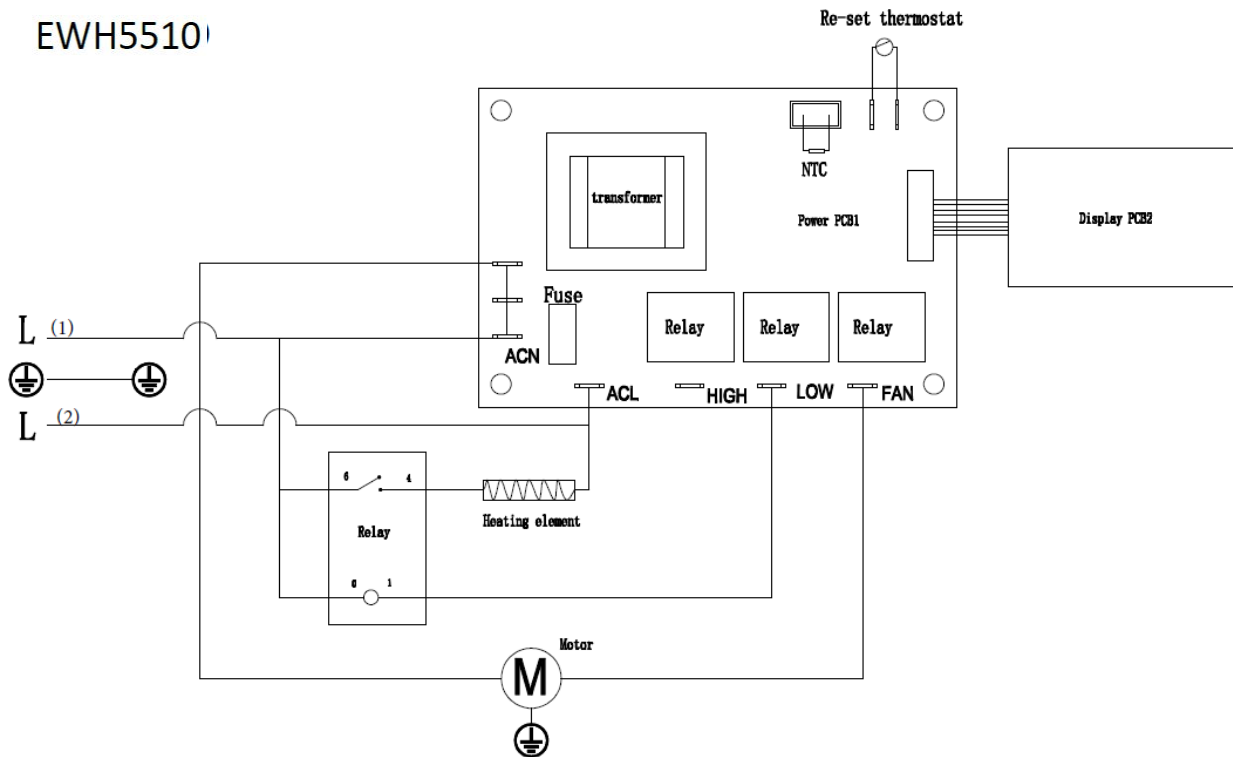 EWH5510
Re-set thermostat
NTC
transformer
Power PCB1
Display PCB2
Fuse
Relay
Relay
Relay
L (1)
ACN
ACL
HIGH
LOW
FAN
L (2)
6
4
Heating element
Relay
0
1
Motor
M